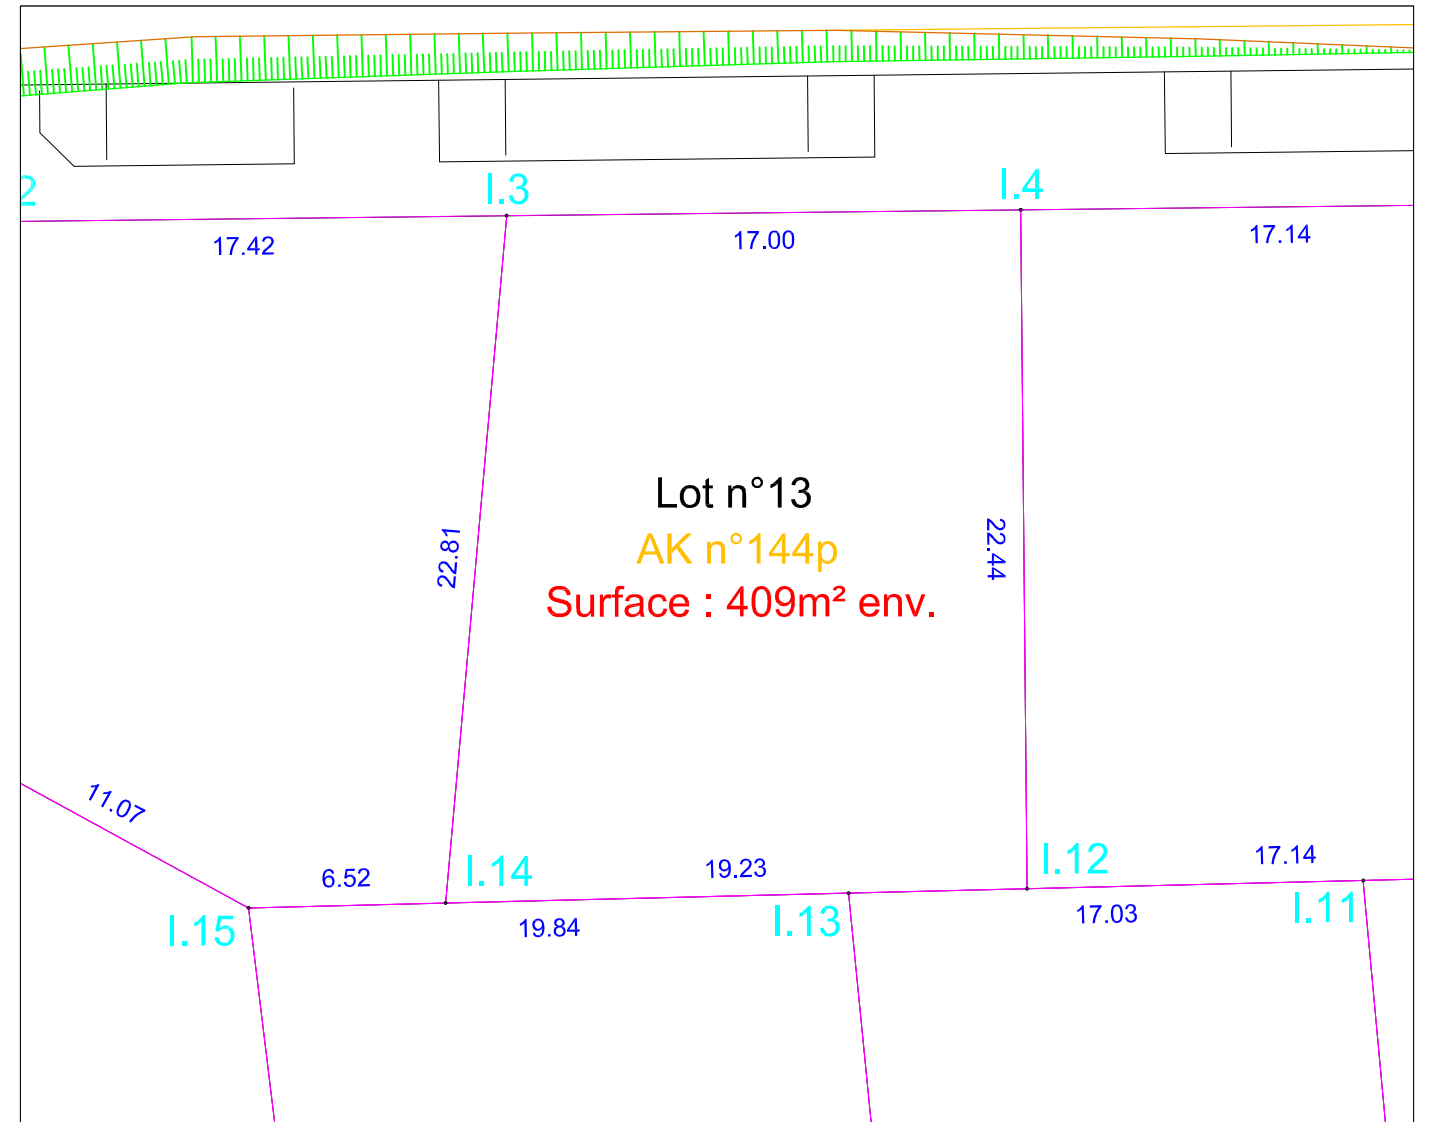 2
I.3
I.4
17.42
17.00
17.14
Lot n°13
AK n°144p
Surface : 409m² env.
22.81
22.44
11.07
6.52
I.14
19.23
I.12
17.14
I.15
19.84
I.13
17.03
I.11